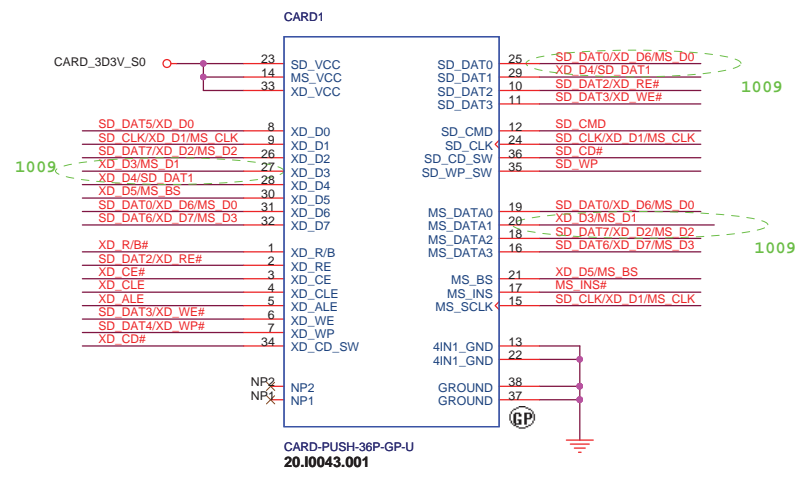 CARD1
CARD_3D3V_S0
23 SD_VCC
14 MS_VCC
33 XD_VCC
SD_DAT5/XD_D0 8 XD_D0
SD_CLK/XD_D1/MS_CLK 9 XD_D1
SD_DAT7/XD_D2/MS_D2 26 XD_D2
1009 XD_D3/MS_D1 27 XD_D3
XD_D4/SD_DAT1 28 XD_D4
XD_D5/MS_BS 30 XD_D5
SD_DAT0/XD_D6/MS_D0 31 XD_D6
SD_DAT6/XD_D7/MS_D3 32 XD_D7
XD_R/B# 1 XD_R/B
SD_DAT2/XD_RE# 2 XD_RE
XD_CE# 3 XD_CE
XD_CLE 4 XD_CLE
XD_ALE 5 XD_ALE
SD_DAT3/XD_WE# 6 XD_WE
SD_DAT4/XD_WP# 7 XD_WP
XD_CD# 34 XD_CD_SW
NP2 NP2
NP1 NP1
SD_DAT0 25 SD_DAT0/XD_D6/MS_D0
SD_DAT1 29 XD_D4/SD_DAT1
1009
SD_DAT2 10 SD_DAT2/XD_RE#
SD_DAT3 11 SD_DAT3/XD_WE#
SD_CMD 12 SD_CMD
SD_CLK 24 SD_CLK/XD_D1/MS_CLK
SD_CD_SW 36 SD_CD#
SD_WP_SW 35 SD_WP
MS_DATA0 19 SD_DAT0/XD_D6/MS_D0
MS_DATA1 20 XD_D3/MS_D1
MS_DATA2 18 SD_DAT7/XD_D2/MS_D2
MS_DATA3 16 SD_DAT6/XD_D7/MS_D3
1009
MS_BS 21 XD_D5/MS_BS
MS_INS 17 MS_INS#
MS_SCLK 15 SD_CLK/XD_D1/MS_CLK
4IN1_GND 13
4IN1_GND 22
GROUND 38
GROUND 37
GP
CARD-PUSH-36P-GP-U
20.I0043.001